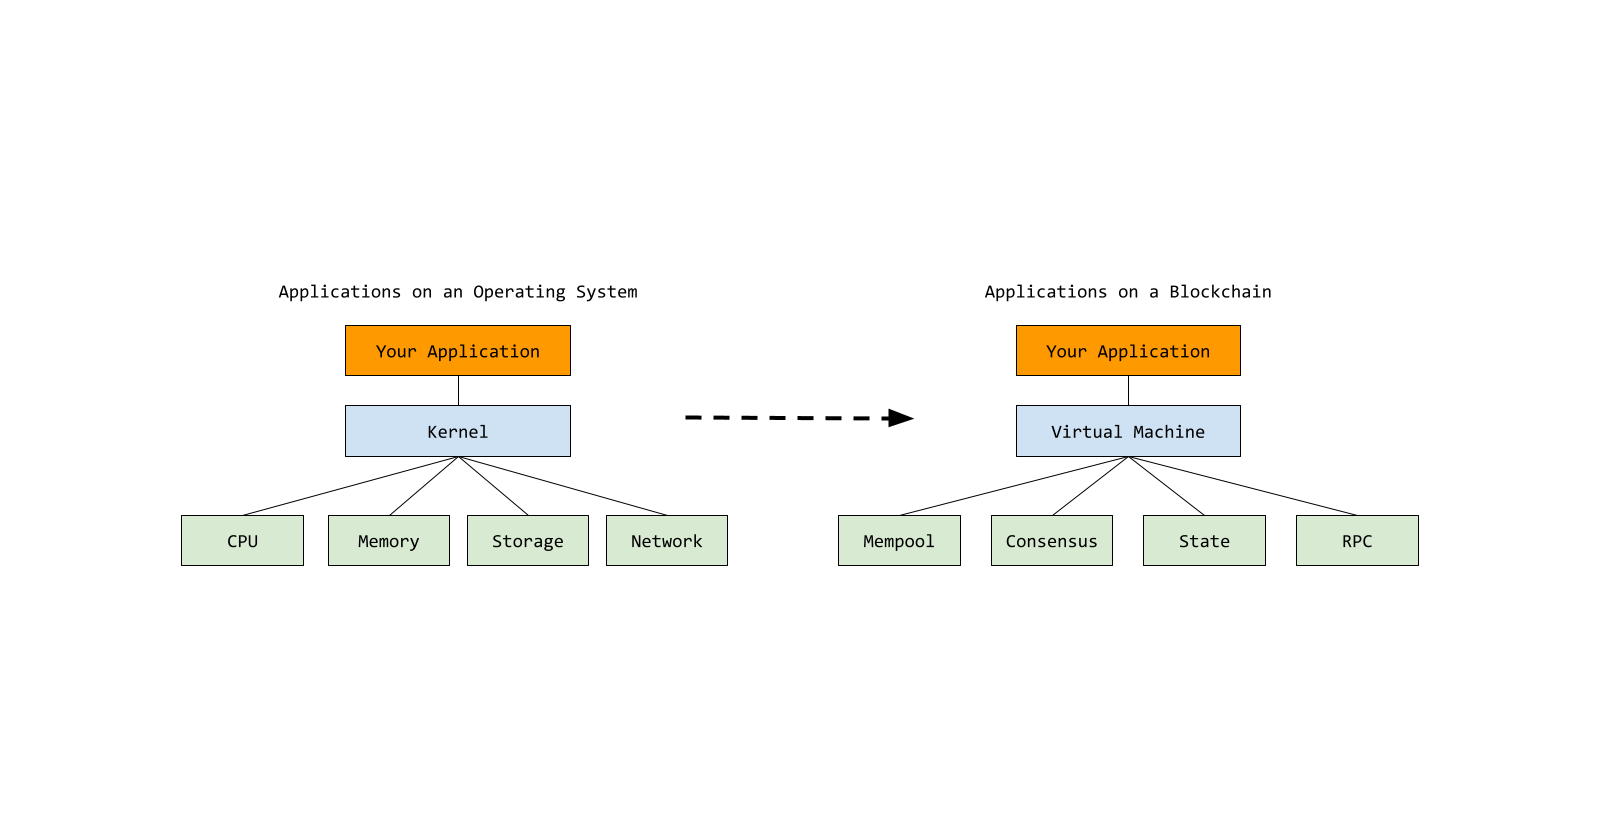 Applications on an Operating System
Your Application
Kernel
CPU
Memory
Storage
Network
Applications on a Blockchain
Your Application
Virtual Machine
Mempool
Consensus
State
RPC